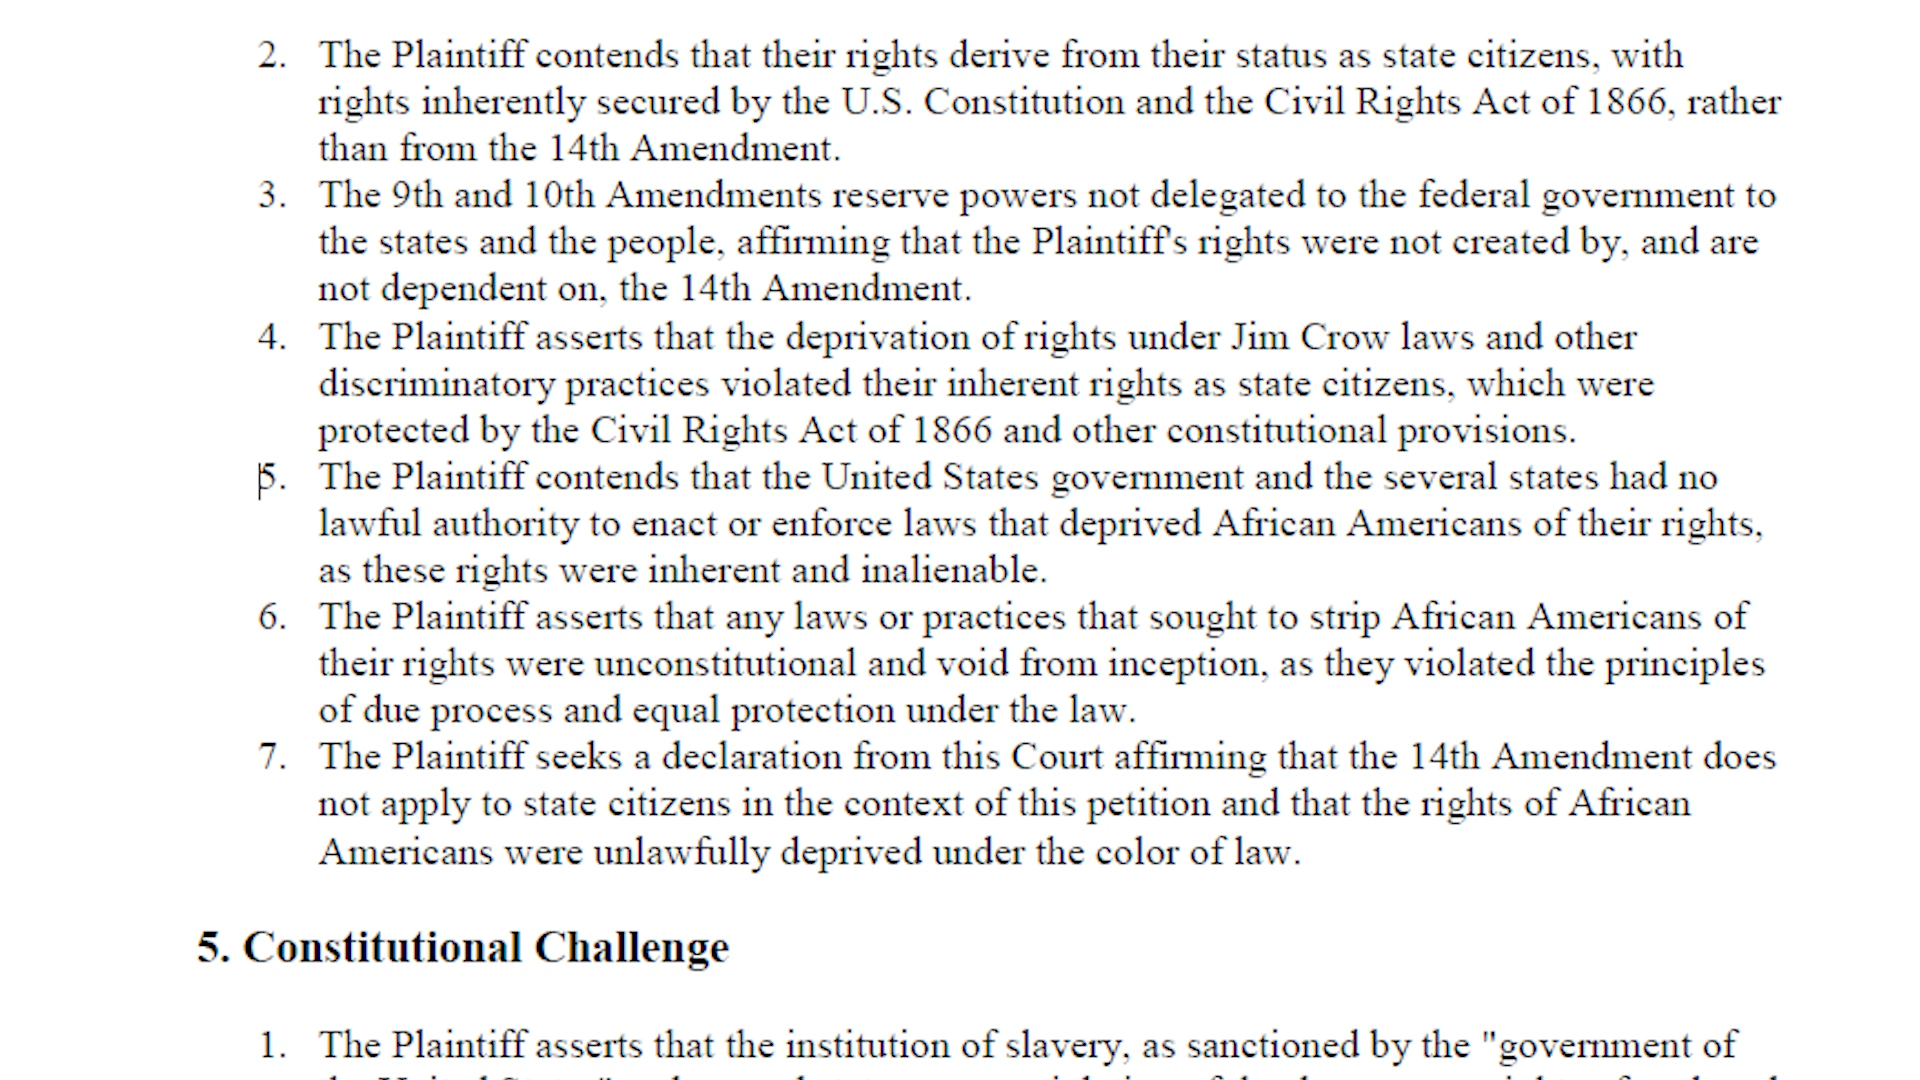 2. The Plaintiff contends that their rights derive from their status as state citizens, with
rights inherently secured by the U.S. Constitution and the Civil Rights Act of 1866, rather
than from the 14th Amendment.
3. The 9th and 10th Amendments reserve powers not delegated to the federal government to
the states and the people, affirming that the Plaintiff's rights were not created by, and are
not dependent on, the 14th Amendment.
4. The Plaintiff asserts that the deprivation of rights under Jim Crow laws and other
discriminatory practices violated their inherent rights as state citizens, which were
protected by the Civil Rights Act of 1866 and other constitutional provisions.
5. The Plaintiff contends that the United States government and the several states had no
lawful authority to enact or enforce laws that deprived African Americans of their rights,
as these rights were inherent and inalienable.
6. The Plaintiff asserts that any laws or practices that sought to strip African Americans of
their rights were unconstitutional and void from inception, as they violated the principles
of due process and equal protection under the law.
7. The Plaintiff seeks a declaration from this Court affirming that the 14th Amendment does
not apply to state citizens in the context of this petition and that the rights of African
Americans were unlawfully deprived under the color of law.
5. Constitutional Challenge
1. The Plaintiff asserts that the institution of slavery, as sanctioned by the "government of